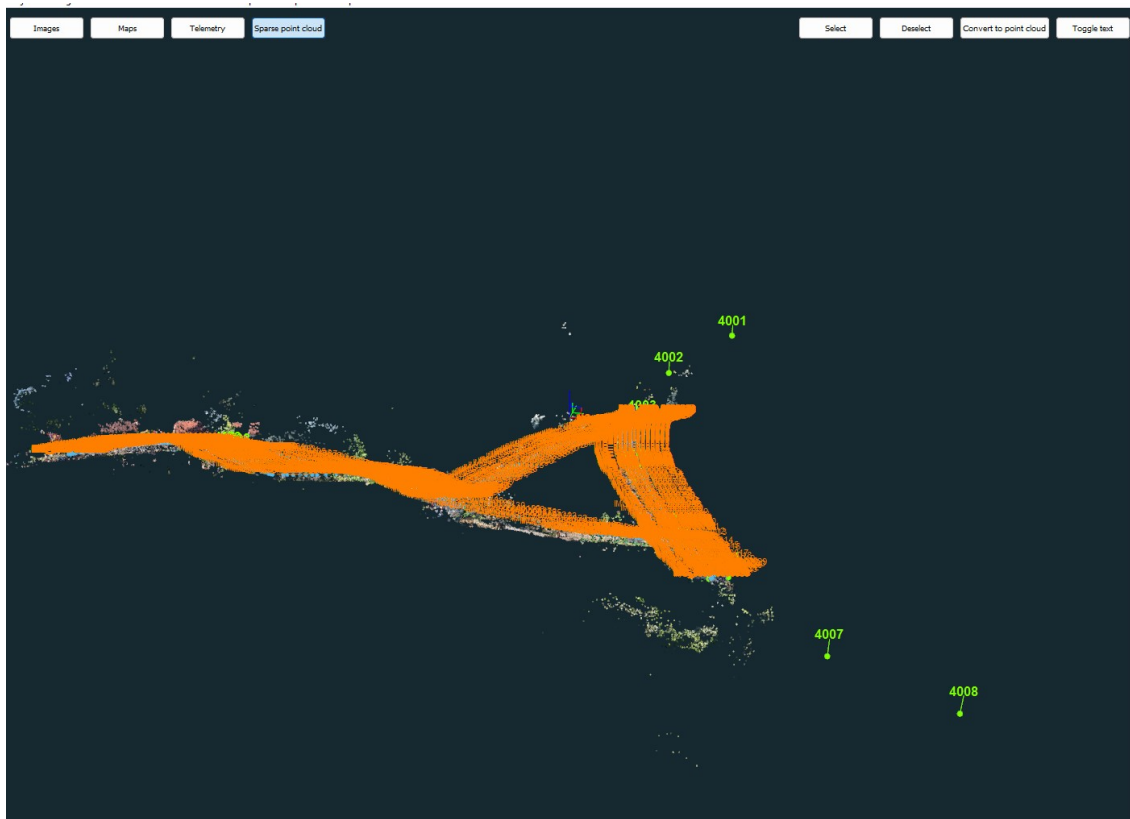 Images
Maps
Telemetry
Sparse point cloud
Select
Deselect
Convert to point cloud
Toggle text
4001
4002
4007
4008